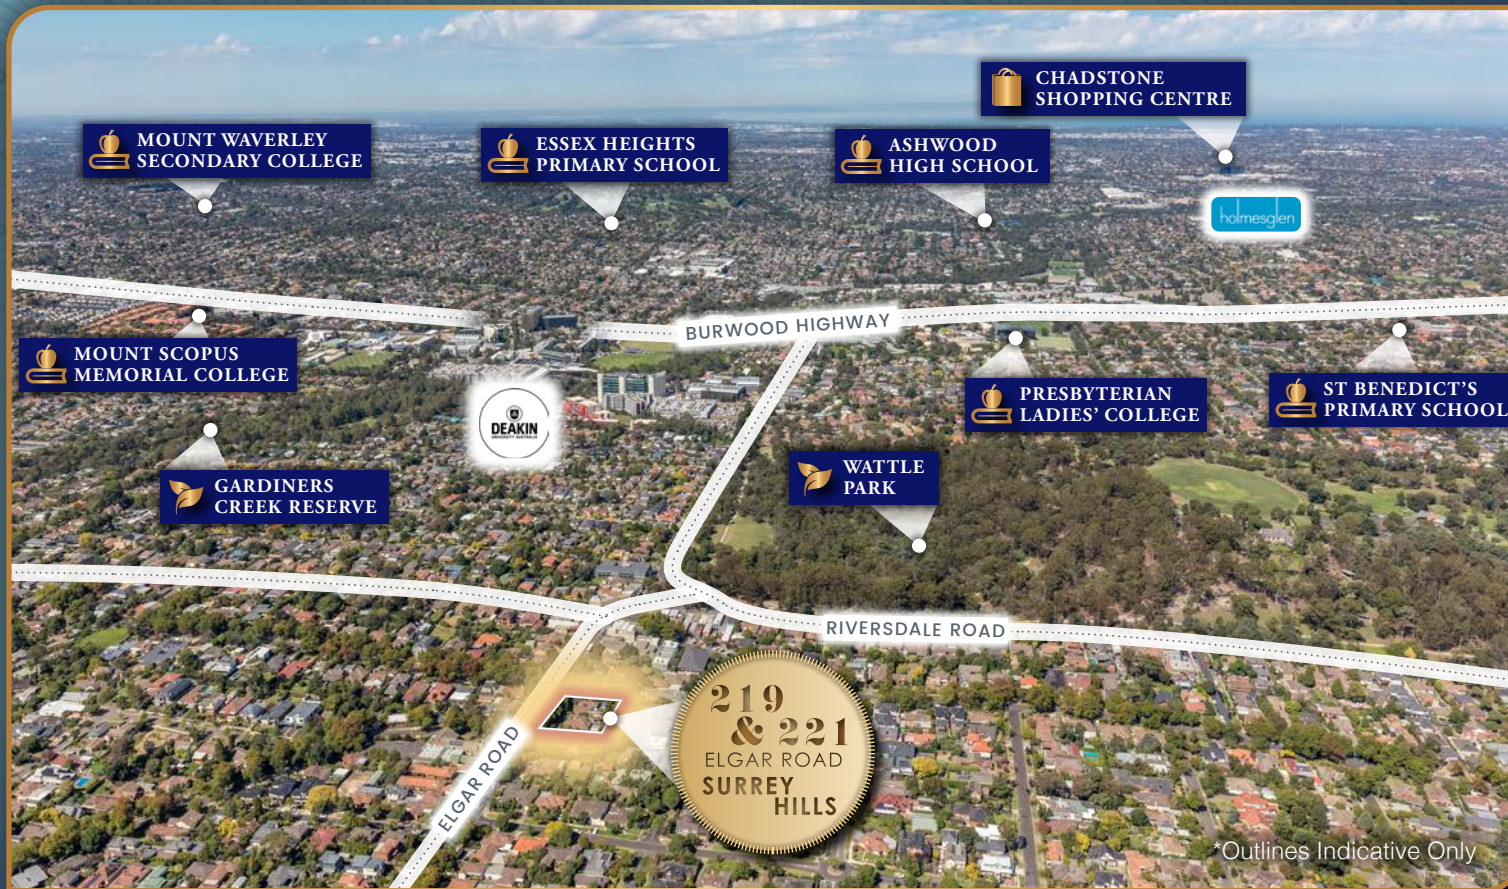 CHADSTONE
SHOPPING CENTRE
MOUNT WAVERLEY
SECONDARY COLLEGE
ESSEX HEIGHTS
PRIMARY SCHOOL
ASHWOOD
HIGH SCHOOL
holmesglen
BURWOOD HIGHWAY
MOUNT SCOPUS
MEMORIAL COLLEGE
DEAKIN
UNIVERSITY AUSTRALIA
PRESBYTERIAN
LADIES' COLLEGE
ST BENEDICT'S
PRIMARY SCHOOL
GARDINERS
CREEK RESERVE
WATTLE
PARK
RIVERSDALE ROAD
ELGAR ROAD
219
& 221
ELGAR ROAD
SURREY
HILLS
*Outlines Indicative Only